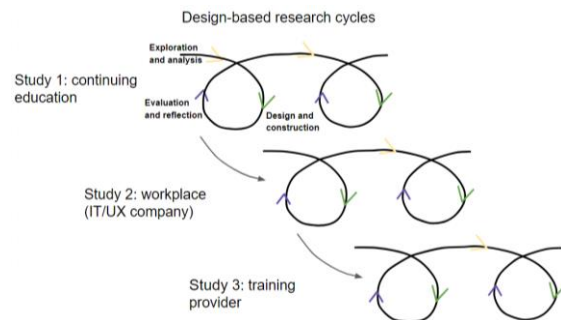 Design-based research cycles
Exploration
and analysis
Study 1: continuing
education
Evaluation
and reflection
Design and
construction
Study 2: workplace
(IT/UX company)
Study 3: training
provider